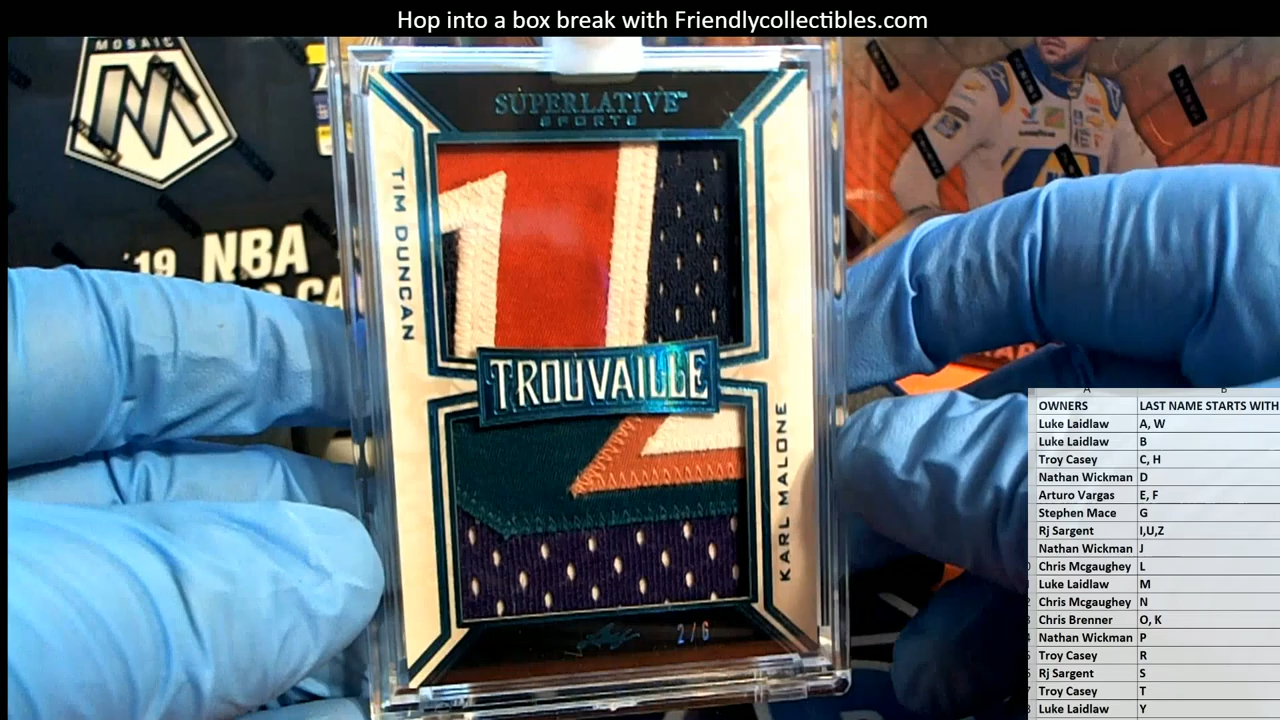 Hop into a box break with Friendlycollectibles.com
MOSAIC
M
'19 NBA
SUPERLATIVE™
SPORTS
TIM DUNCAN
TROUVAILLE
KARL MALONE
2/6
A B
OWNERS LAST NAME STARTS WITH
Luke Laidlaw A, W
Luke Laidlaw B
Troy Casey C, H
Nathan Wickman D
Arturo Vargas E, F
Stephen Mace G
Rj Sargent I,U,Z
Nathan Wickman J
Chris Mcgaughey L
Luke Laidlaw M
Chris Mcgaughey N
Chris Brenner O, K
Nathan Wickman P
Troy Casey R
Rj Sargent S
Troy Casey T
Luke Laidlaw Y